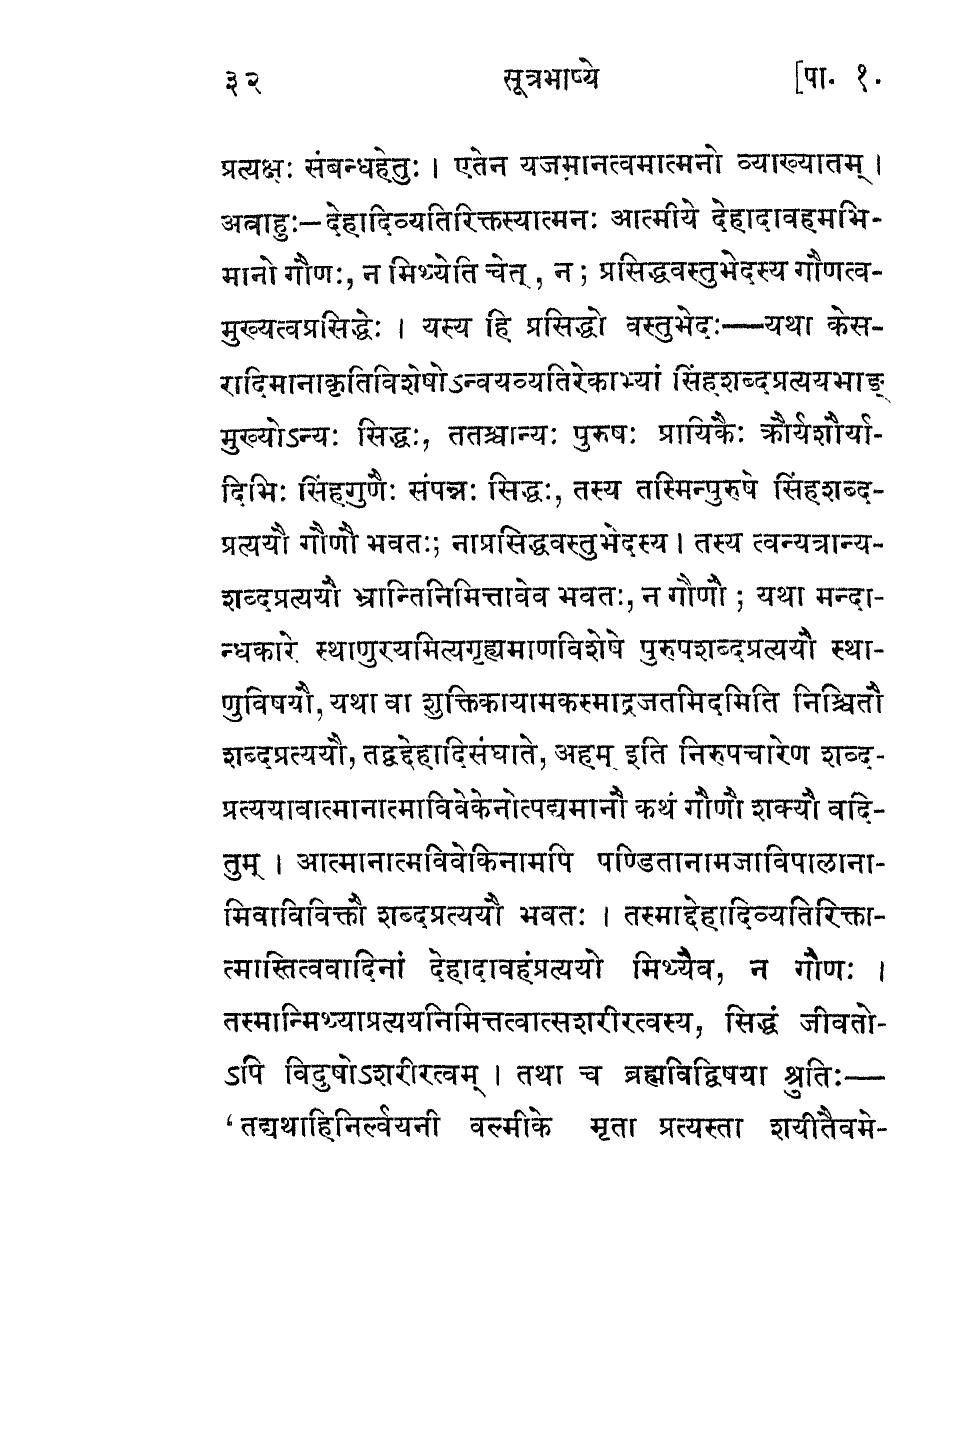 ३२ सूत्रभाष्ये [पा. १.
प्रत्यक्षः संबन्धहेतुः । एतेन यजमानत्वमात्मनो व्याख्यातम् ।
अत्राहुः—देहादिव्यतिरिक्तस्यात्मनः आत्मीये देहादावहमभि-
मानो गौणः, न मिथ्येति चेत्, न ; प्रसिद्धवस्तुभेदस्य गौणत्व-
मुख्यत्वप्रसिद्धेः । यस्य हि प्रसिद्धो वस्तुभेदः—यथा केस-
रादिमानाकृतिविशेषोऽन्वयव्यतिरेकाभ्यां सिंहशब्दप्रत्ययभाङ्
मुख्योऽन्यः सिद्धः, ततश्चान्यः पुरुषः प्रायिकैः क्रौर्यशौर्या-
दिभिः सिंहगुणैः संपन्नः सिद्धः, तस्य तस्मिन्पुरुषे सिंहशब्द-
प्रत्ययौ गौणौ भवतः; नाप्रसिद्धवस्तुभेदस्य । तस्य त्वन्यत्रान्य-
शब्दप्रत्ययौ भ्रान्तिनिमित्तावेव भवतः, न गौणौ ; यथा मन्दा-
न्धकारे स्थाणुरयमित्यगृह्यमाणविशेषे पुरुषशब्दप्रत्ययौ स्था-
णुविषयौ, यथा वा शुक्तिकायामकस्माद्रजतमिदमिति निश्चितौ
शब्दप्रत्ययौ, तद्वद्देहादिसंघाते, अहम् इति निरुपचारेण शब्द-
प्रत्ययावात्मानात्माविवेकेनोत्पद्यमानौ कथं गौणौ शक्यौ वदि-
तुम् । आत्मानात्मविवेकिनामपि पण्डितानामजाविपालाना-
मिवाविविक्तौ शब्दप्रत्ययौ भवतः । तस्माद्देहादिव्यतिरिक्ता-
त्मास्तित्ववादिनां देहादावहंप्रत्ययो मिथ्यैव, न गौणः ।
तस्मान्मिथ्याप्रत्ययनिमित्तत्वात्सशरीरत्वस्य, सिद्धं जीवतो-
ऽपि विदुषोऽशरीरत्वम् । तथा च ब्रह्मविद्विषया श्रुतिः—
‘तद्यथाहिनिर्ल्वयनी वल्मीके मृता प्रत्यस्ता शयीतैवमे-